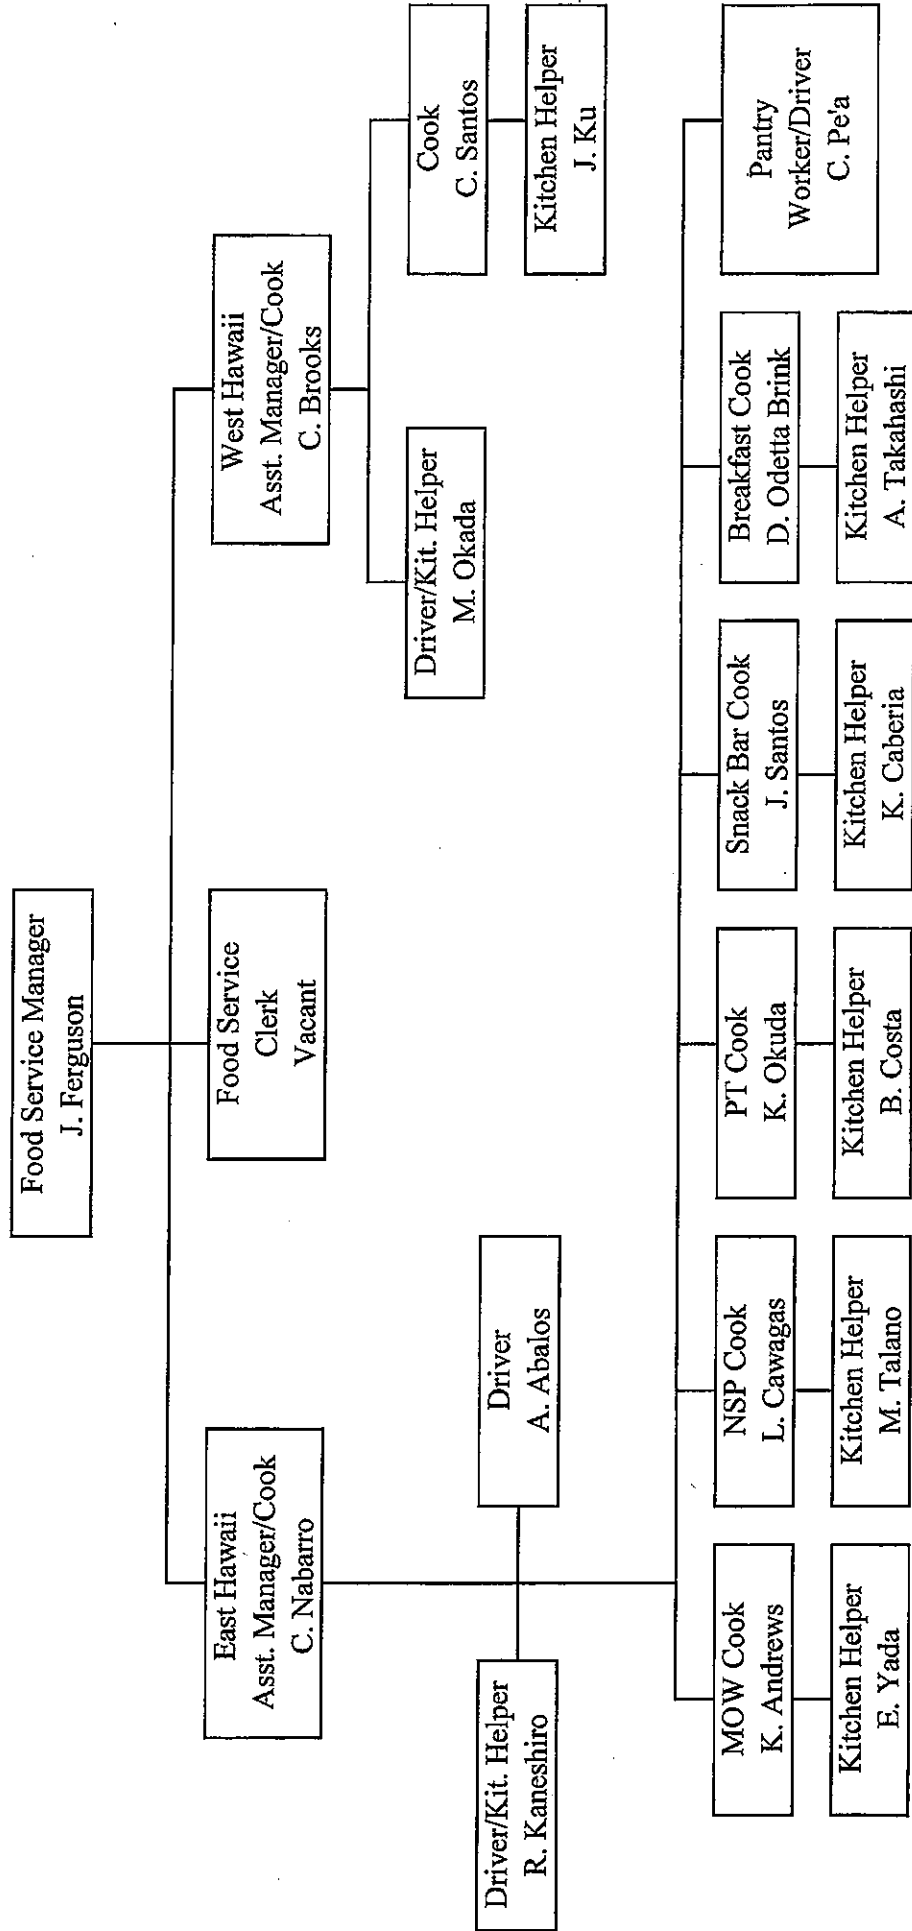 Food Service Manager
J. Ferguson
East Hawaii
Asst. Manager/Cook
C. Nabarro
Food Service
Clerk
Vacant
West Hawaii
Asst. Manager/Cook
C. Brooks
Driver/Kit. Helper
R. Kaneshiro
Driver
A. Abalos
Driver/Kit. Helper
M. Okada
Cook
C. Santos
Kitchen Helper
J. Ku
MOW Cook
K. Andrews
NSP Cook
L. Cawagas
PT Cook
K. Okuda
Snack Bar Cook
J. Santos
Breakfast Cook
D. Odetta Brink
Pantry
Worker/Driver
C. Pe'a
Kitchen Helper
E. Yada
Kitchen Helper
M. Talano
Kitchen Helper
B. Costa
Kitchen Helper
K. Caberia
Kitchen Helper
A. Takahashi